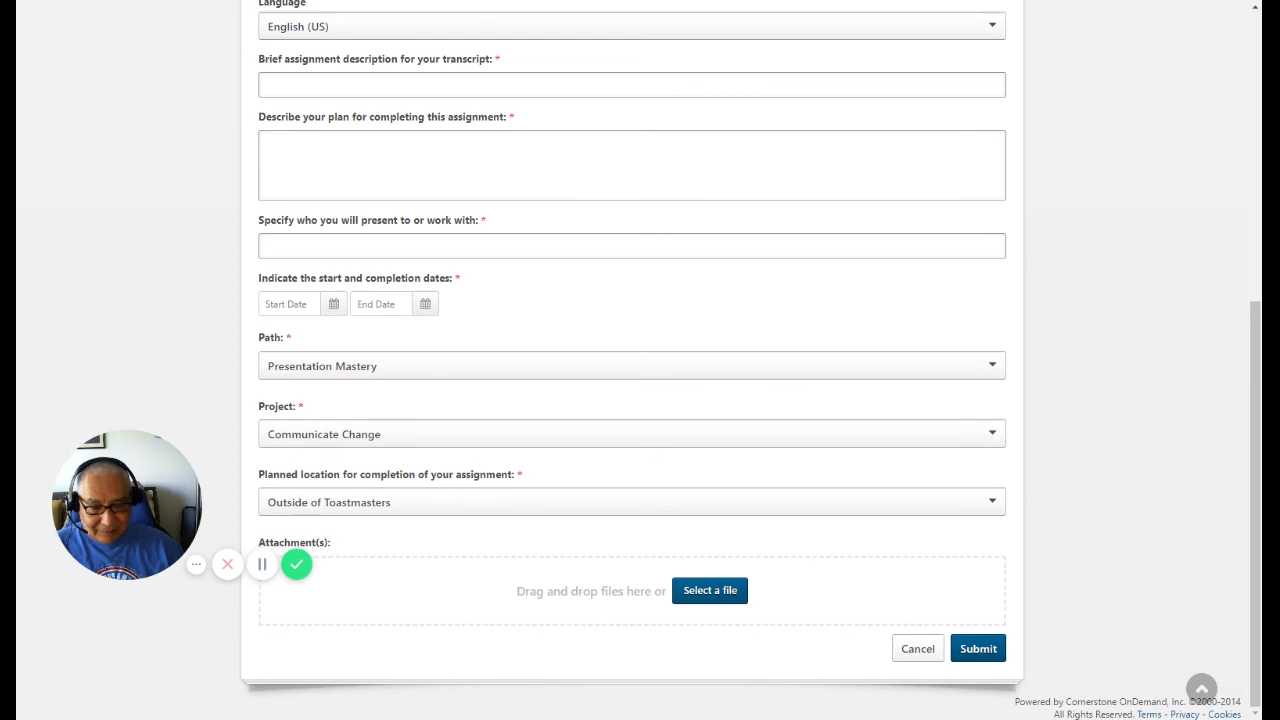 Language
English (US)
Brief assignment description for your transcript: *
Describe your plan for completing this assignment: *
Specify who you will present to or work with: *
Indicate the start and completion dates: *
Start Date End Date
Path: *
Presentation Mastery
Project: *
Communicate Change
Planned location for completion of your assignment: *
Outside of Toastmasters
Attachment(s):
Drag and drop files here or Select a file
Cancel Submit
Powered by Cornerstone OnDemand, Inc. ©2000-2014
All Rights Reserved. Terms - Privacy - Cookies